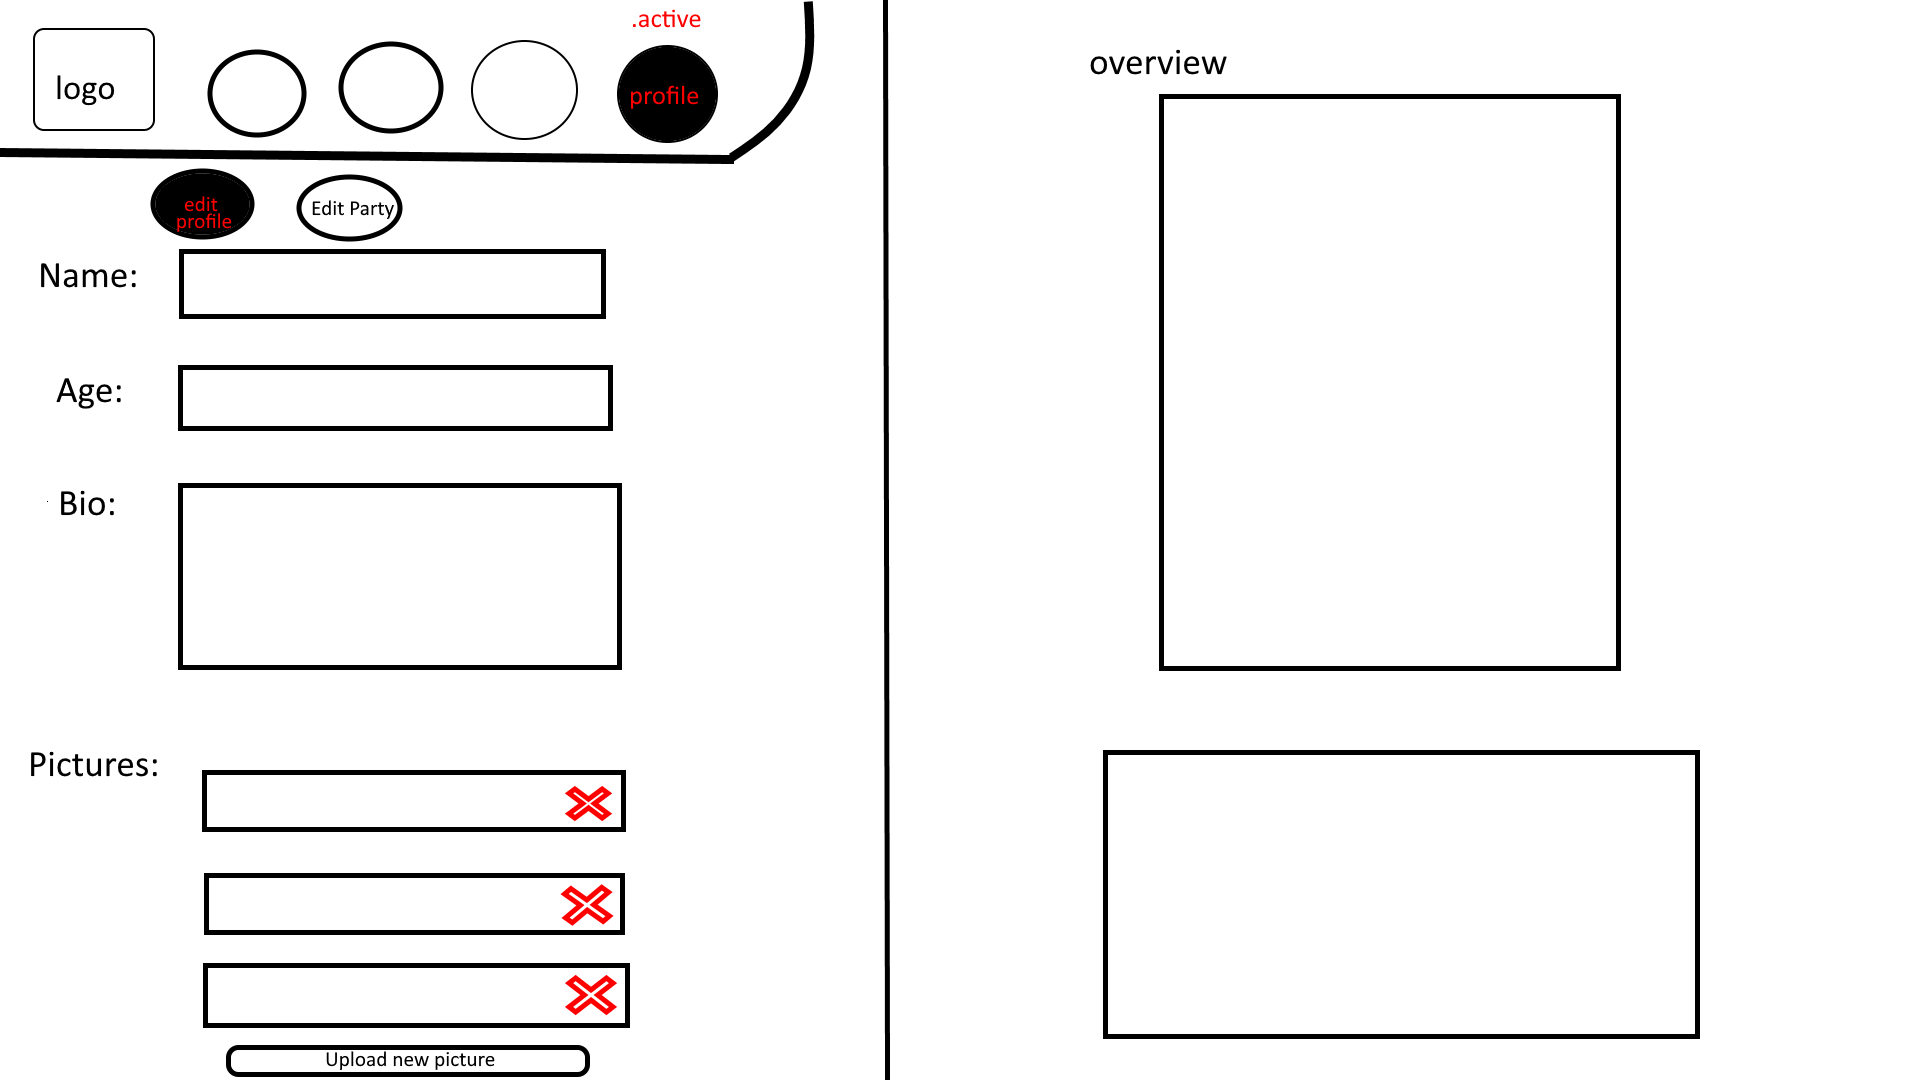 .active
logo
profile
overview
edit
profile
Edit Party
Name:
Age:
Bio:
Pictures:
Upload new picture